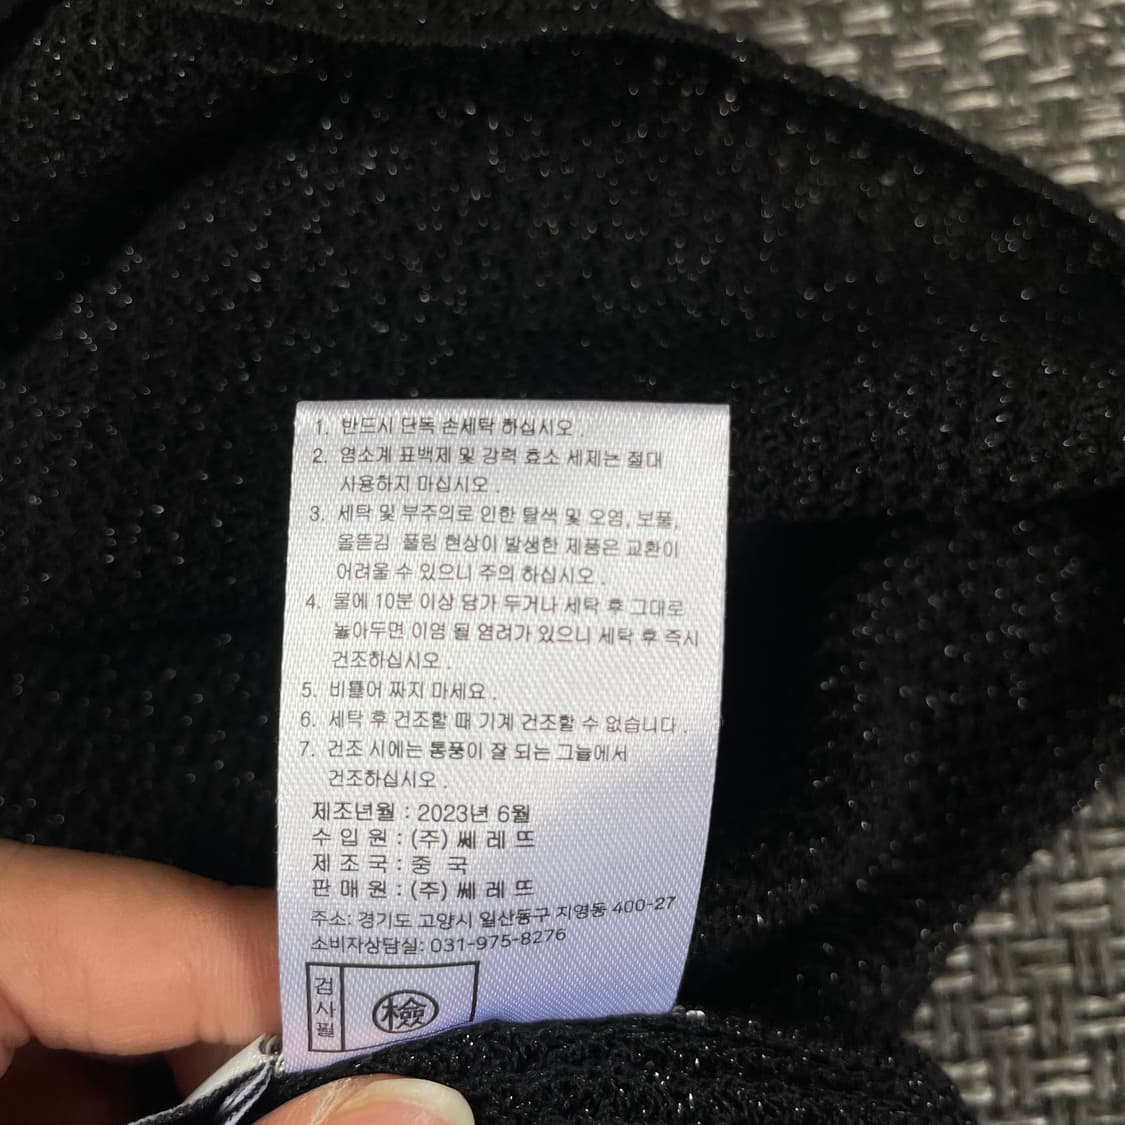 1. 반드시 단독 손세탁 하십시오 .
2. 염소계 표백제 및 강력 효소 세제는 절대
사용하지 마십시오 .
3. 세탁 및 부주의로 인한 탈색 및 오염, 보풀,
올뜯김 풀림 현상이 발생한 제품은 교환이
어려울 수 있으니 주의 하십시오 .
4. 물에 10분 이상 담가 두거나 세탁 후 그대로
놓아두면 이염 될 염려가 있으니 세탁 후 즉시
건조하십시오 .
5. 비틀어 짜지 마세요 .
6. 세탁 후 건조할 때 기계 건조할 수 없습니다 .
7. 건조 시에는 통풍이 잘 되는 그늘에서
건조하십시오 .
제조년월 : 2023년 6월
수 입 원 : (주) 쎄 레 뜨
제 조 국 : 중 국
판 매 원 : (주) 쎄 레 뜨
주소: 경기도 고양시 일산동구 지영동 400-27
소비자상담실: 031-975-8276
검사필 檢